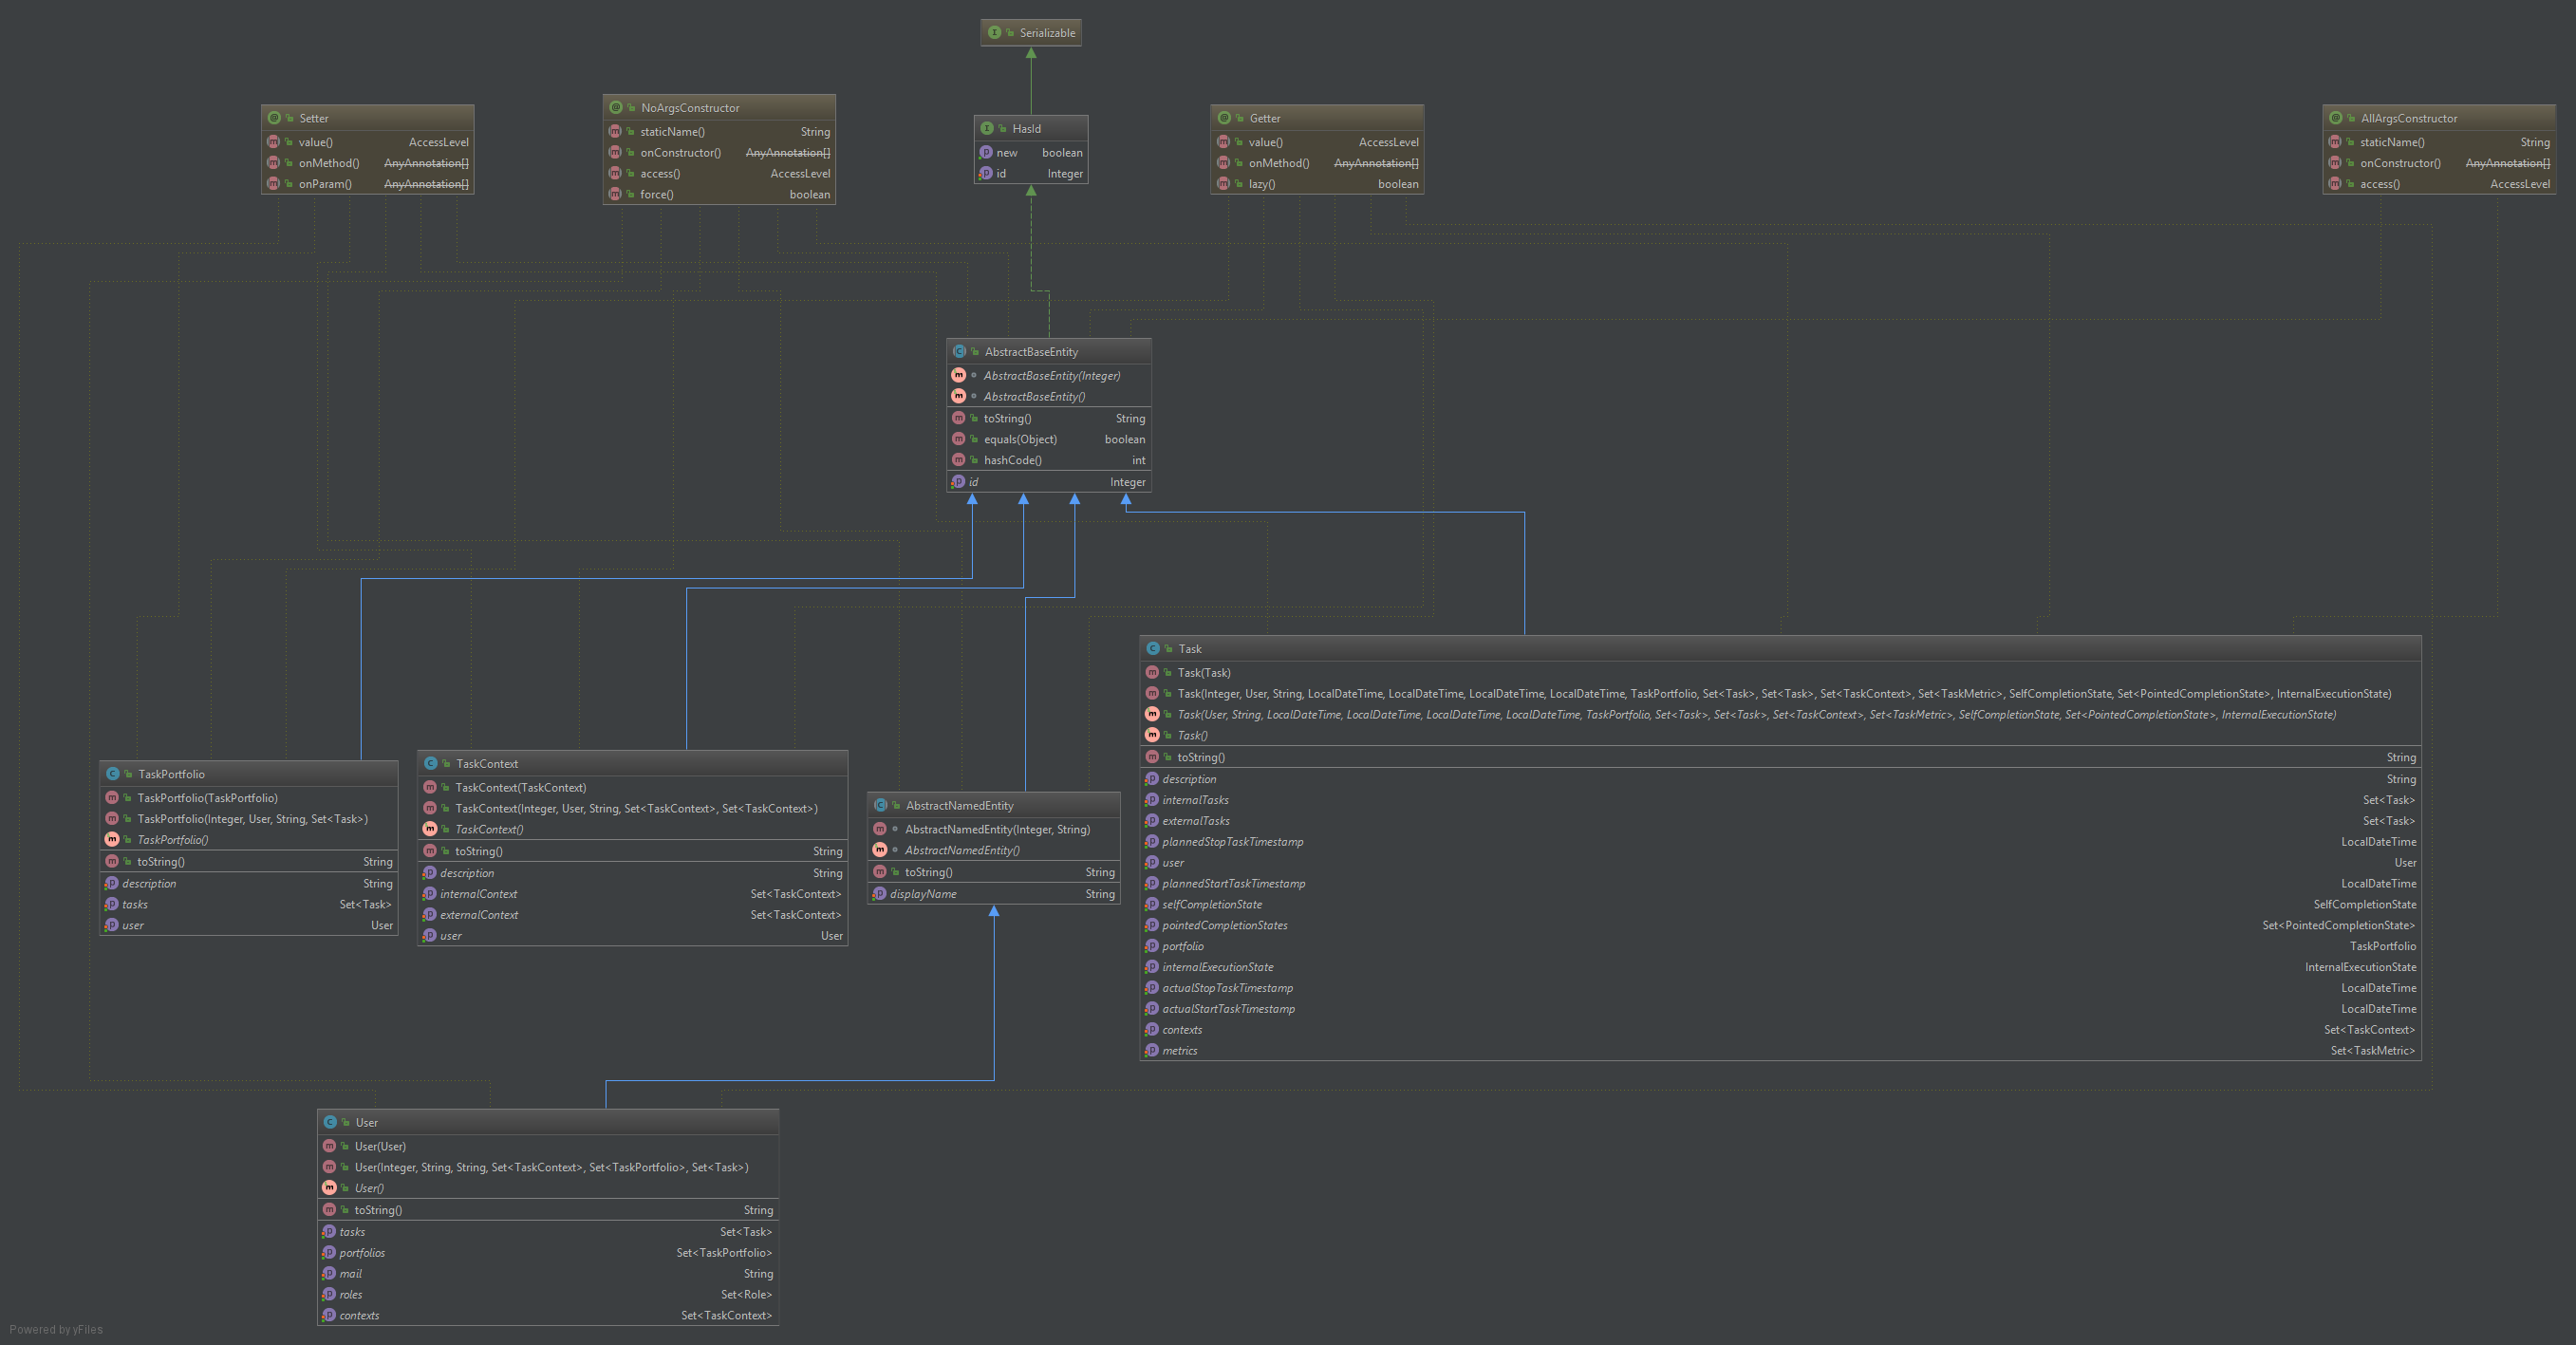 Serializable
Setter
value() AccessLevel
onMethod() AnyAnnotation[]
onParam() AnyAnnotation[]
NoArgsConstructor
staticName() String
onConstructor() AnyAnnotation[]
access() AccessLevel
force() boolean
HasId
new boolean
id Integer
Getter
value() AccessLevel
onMethod() AnyAnnotation[]
lazy() boolean
AllArgsConstructor
staticName() String
onConstructor() AnyAnnotation[]
access() AccessLevel
AbstractBaseEntity
AbstractBaseEntity(Integer)
AbstractBaseEntity()
toString() String
equals(Object) boolean
hashCode() int
id Integer
Task
Task(Task)
Task(Integer, User, String, LocalDateTime, LocalDateTime, LocalDateTime, LocalDateTime, TaskPortfolio, Set<Task>, Set<Task>, Set<TaskContext>, Set<TaskMetric>, SelfCompletionState, Set<PointedCompletionState>, InternalExecutionState)
Task(User, String, LocalDateTime, LocalDateTime, LocalDateTime, LocalDateTime, TaskPortfolio, Set<Task>, Set<Task>, Set<TaskContext>, Set<TaskMetric>, SelfCompletionState, Set<PointedCompletionState>, InternalExecutionState)
Task()
toString() String
description String
internalTasks Set<Task>
externalTasks Set<Task>
plannedStopTaskTimestamp LocalDateTime
user User
plannedStartTaskTimestamp LocalDateTime
selfCompletionState SelfCompletionState
pointedCompletionStates Set<PointedCompletionState>
portfolio TaskPortfolio
internalExecutionState InternalExecutionState
actualStopTaskTimestamp LocalDateTime
actualStartTaskTimestamp LocalDateTime
contexts Set<TaskContext>
metrics Set<TaskMetric>
TaskPortfolio
TaskPortfolio(TaskPortfolio)
TaskPortfolio(Integer, User, String, Set<Task>)
TaskPortfolio()
toString() String
description String
tasks Set<Task>
user User
TaskContext
TaskContext(TaskContext)
TaskContext(Integer, User, String, Set<TaskContext>, Set<TaskContext>)
TaskContext()
toString() String
description String
internalContext Set<TaskContext>
externalContext Set<TaskContext>
user User
AbstractNamedEntity
AbstractNamedEntity(Integer, String)
AbstractNamedEntity()
toString() String
displayName String
User
User(User)
User(Integer, String, String, Set<TaskContext>, Set<TaskPortfolio>, Set<Task>)
User()
toString() String
tasks Set<Task>
portfolios Set<TaskPortfolio>
mail String
roles Set<Role>
contexts Set<TaskContext>
Powered by yFiles